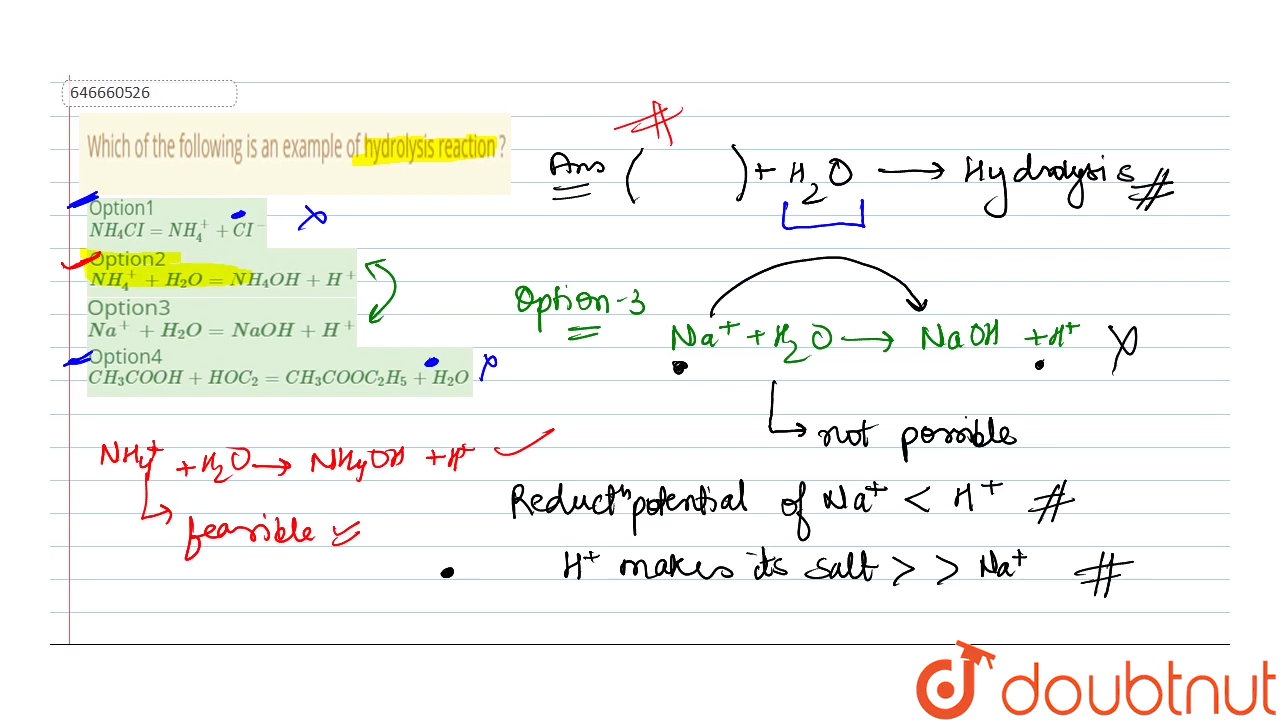 646660526
Which of the following is an example of hydrolysis reaction ?
Option1
NH₄CI = NH₄⁺ + CI⁻
Option2
NH₄⁺ + H₂O = NH₄OH + H⁺
Option3
Na⁺ + H₂O = NaOH + H⁺
Option4
CH₃COOH + HOC₂ = CH₃COOC₂H₅ + H₂O
NH₄⁺ + H₂O → NH₄OH + H⁺ ✓
feasible
Ans ( ) + H₂O → Hydrolysis #
Option-3
Na⁺ + H₂O → NaOH + H⁺ X
not possible
Reductⁿ potential of Na⁺ < H⁺ #
H⁺ makes its salt > > Na⁺ #
doubtnut